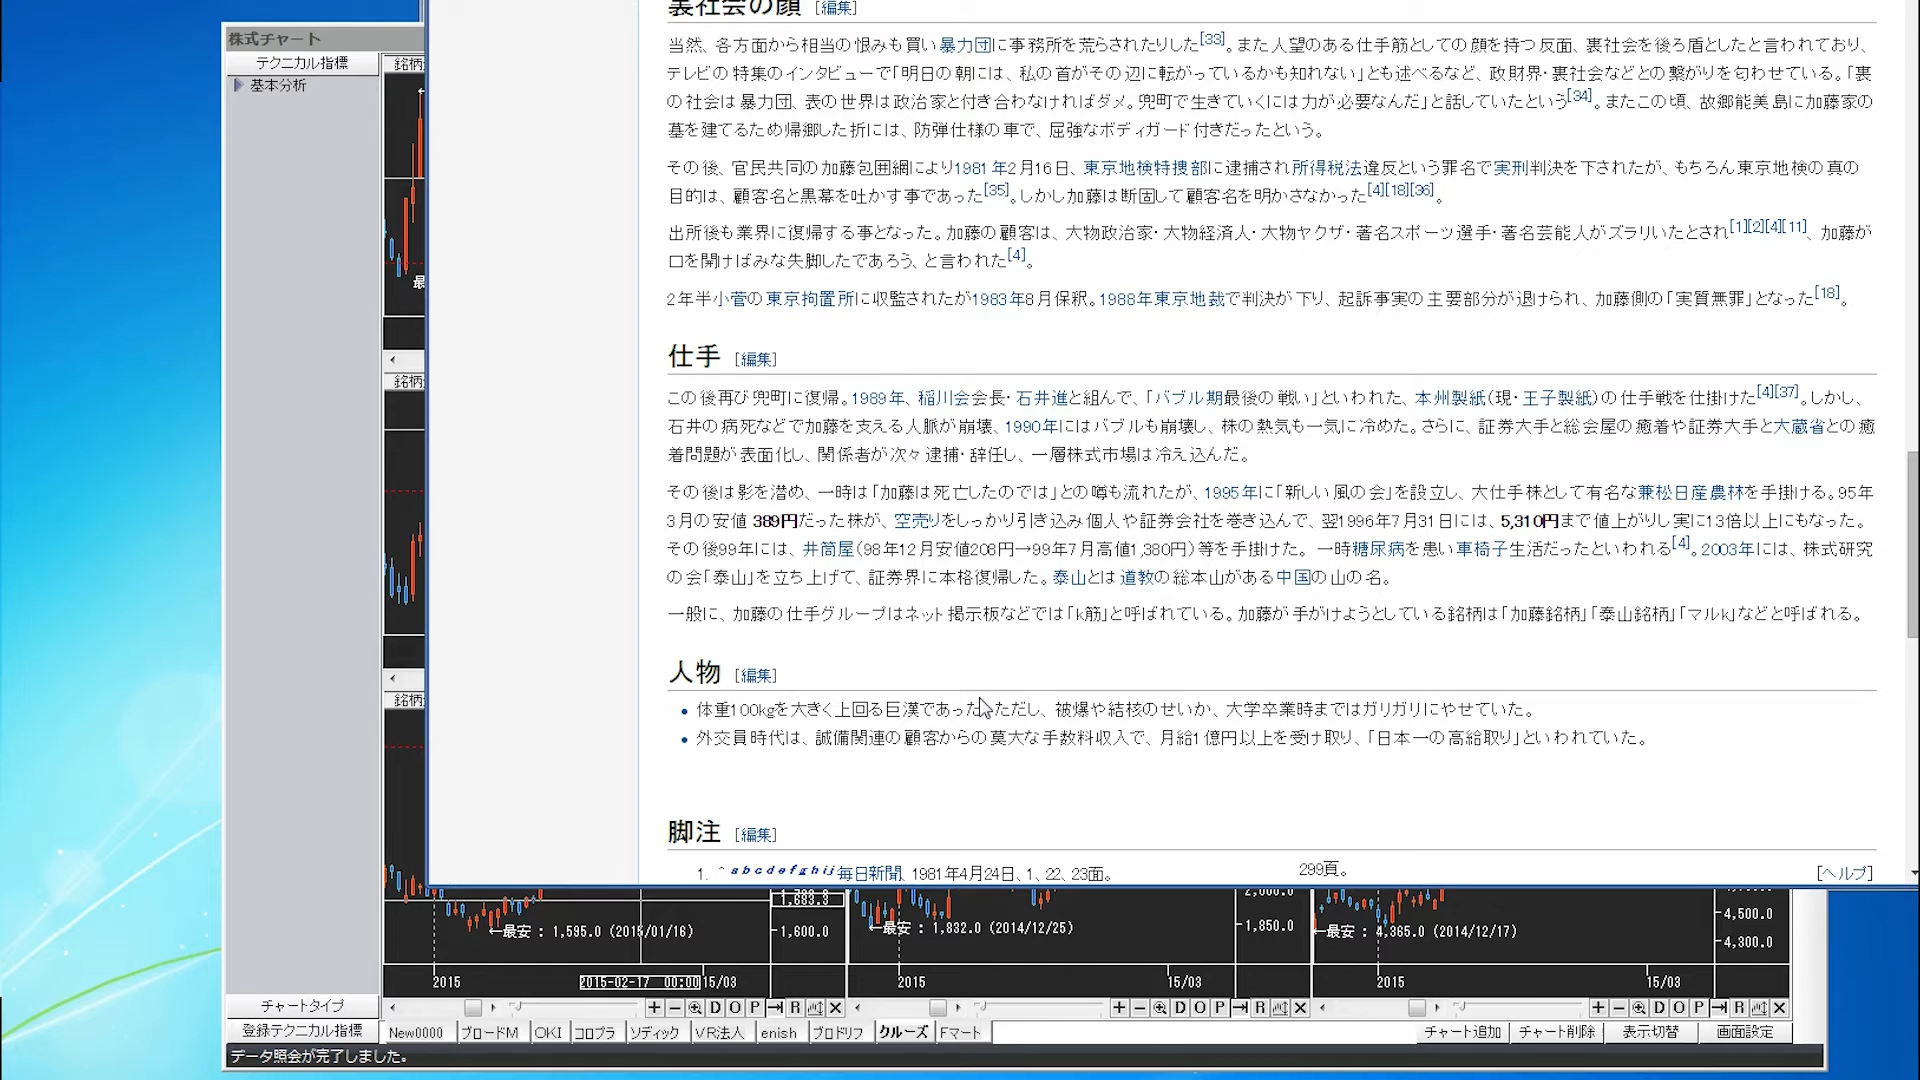 裏社会の顔 [編集]
当然、各方面から相当の恨みも買い暴力団に事務所を荒らされたりした[33]。また人望のある仕手筋としての顔を持つ反面、裏社会を後ろ盾としたと言われており、
テレビの特集のインタビューで「明日の朝には、私の首がその辺に転がっているかも知れない」とも述べるなど、政財界・裏社会などとの繋がりを匂わせている。「裏
の社会は暴力団、表の世界は政治家と付き合わなければダメ。兜町で生きていくには力が必要なんだ」と話していたという[34]。またこの頃、故郷能美島に加藤家の
墓を建てるため帰郷した折には、防弾仕様の車で、屈強なボディガード付きだったという。
その後、官民共同の加藤包囲網により1981年2月16日、東京地検特捜部に逮捕され所得税法違反という罪名で実刑判決を下されたが、もちろん東京地検の真の
目的は、顧客名と黒幕を吐かす事であった[35]。しかし加藤は断固して顧客名を明かさなかった[4][18][36]。
出所後も業界に復帰する事となった。加藤の顧客は、大物政治家・大物経済人・大物ヤクザ・著名スポーツ選手・著名芸能人がズラリいたとされ[1][2][4][11]、加藤が
口を開けばみな失脚したであろう、と言われた[4]。
2年半小菅の東京拘置所に収監されたが1983年8月保釈。1988年東京地裁で判決が下り、起訴事実の主要部分が退けられ、加藤側の「実質無罪」となった[18]。
仕手 [編集]
この後再び兜町に復帰。1989年、稲川会会長・石井進と組んで、「バブル期最後の戦い」といわれた、本州製紙(現・王子製紙)の仕手戦を仕掛けた[4][37]。しかし、
石井の病死などで加藤を支える人脈が崩壊、1990年にはバブルも崩壊し、株の熱気も一気に冷めた。さらに、証券大手と総会屋の癒着や証券大手と大蔵省との癒
着問題が表面化し、関係者が次々逮捕・辞任し、一層株式市場は冷え込んだ。
その後は影を潜め、一時は「加藤は死亡したのでは」との噂も流れたが、1995年に「新しい風の会」を設立し、大仕手株として有名な兼松日産農林を手掛ける。95年
3月の安値 389円だった株が、空売りをしっかり引き込み個人や証券会社を巻き込んで、翌1996年7月31日には、5,310円まで値上がりし実に13倍以上にもなった。
その後99年には、井筒屋(98年12月安値208円→99年7月高値1,380円)等を手掛けた。 一時糖尿病を患い車椅子生活だったといわれる[4]。2003年には、株式研究
の会「泰山」を立ち上げて、証券界に本格復帰した。泰山とは道教の総本山がある中国の山の名。
一般に、加藤の仕手グループはネット掲示板などでは「k筋」と呼ばれている。加藤が手がけようとしている銘柄は「加藤銘柄」「泰山銘柄」「マルk」などと呼ばれる。
人物 [編集]
• 体重100kgを大きく上回る巨漢であった。ただし、被爆や結核のせいか、大学卒業時まではガリガリにやせていた。
• 外交員時代は、誠備関連の顧客からの莫大な手数料収入で、月給1億円以上を受け取り、「日本一の高給取り」といわれていた。
脚注 [編集]
1. ^ a b c d e f g h i j 毎日新聞、1981年4月24日、1、22、23面。
299頁。
[ヘルプ]
株式チャート
テクニカル指標
基本分析
銘柄
最
銘柄
銘柄
1,683.3
1,600.0
←最安 : 1,595.0 (2015/01/16)
2015
2015-02-17 00:00
15/03
2,000.0
1,850.0
←最安 : 1,832.0 (2014/12/25)
2015
15/03
4,500.0
4,300.0
←最安 : 4,365.0 (2014/12/17)
2015
15/03
D O P R
D O P R
D O P R
チャートタイプ
登録テクニカル指標
New0000 ブロードM OKI コロプラ ソディック VR法人 enish ブロドリフ クルーズ Fマート
チャート追加 チャート削除 表示切替 画面設定
データ照会が完了しました。